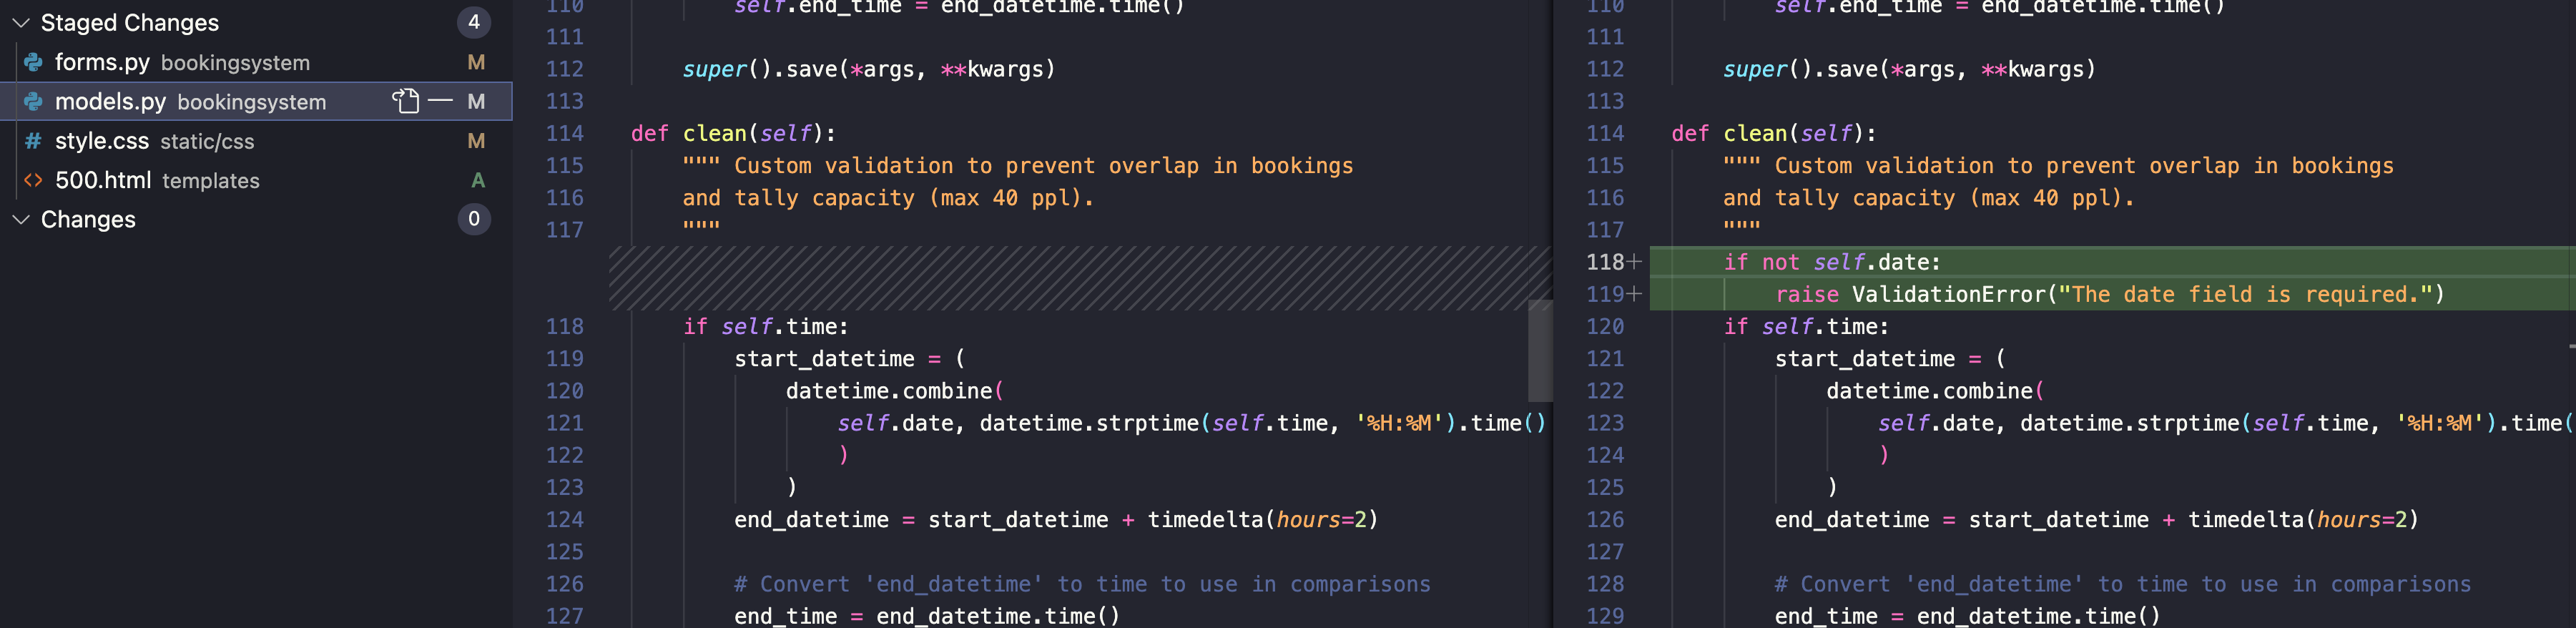 Staged Changes 4
forms.py bookingsystem M
models.py bookingsystem M
# style.css static/css M
<> 500.html templates A
Changes 0
110 self.end_time = end_datetime.time()
111
112 super().save(*args, **kwargs)
113
114 def clean(self):
115 """ Custom validation to prevent overlap in bookings
116 and tally capacity (max 40 ppl).
117 """
118 if self.time:
119 start_datetime = (
120 datetime.combine(
121 self.date, datetime.strptime(self.time, '%H:%M').time()
122 )
123 )
124 end_datetime = start_datetime + timedelta(hours=2)
125
126 # Convert 'end_datetime' to time to use in comparisons
127 end_time = end_datetime.time()
110 self.end_time = end_datetime.time()
111
112 super().save(*args, **kwargs)
113
114 def clean(self):
115 """ Custom validation to prevent overlap in bookings
116 and tally capacity (max 40 ppl).
117 """
118+ if not self.date:
119+ raise ValidationError("The date field is required.")
120 if self.time:
121 start_datetime = (
122 datetime.combine(
123 self.date, datetime.strptime(self.time, '%H:%M').time(
124 )
125 )
126 end_datetime = start_datetime + timedelta(hours=2)
127
128 # Convert 'end_datetime' to time to use in comparisons
129 end_time = end_datetime.time()